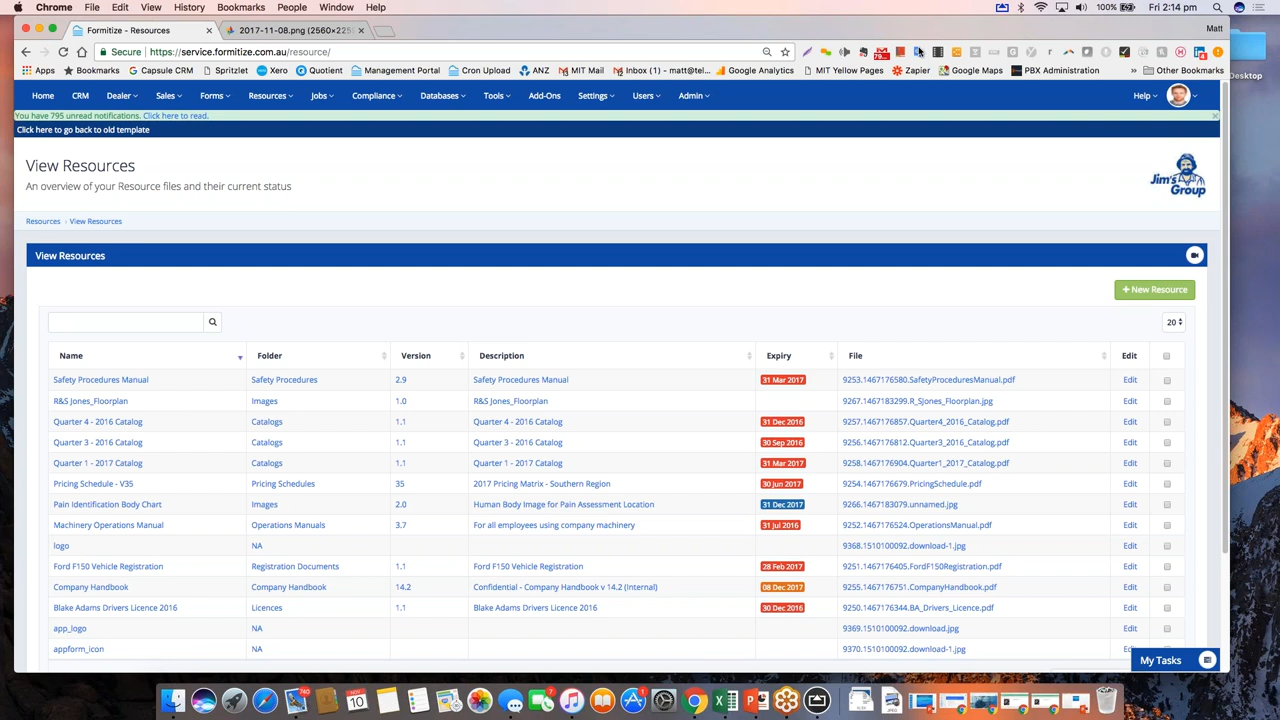 Chrome File Edit View History Bookmarks People Window Help 100% Fri 2:14 pm
Formitize - Resources 2017-11-08.png (2560×225 Matt
Secure https://service.formitize.com.au/resource/
Apps Bookmarks Capsule CRM Spritzlet Xero Quotient Management Portal Cron Upload ANZ MIT Mail Inbox (1) - matt@tel... Google Analytics MIT Yellow Pages Zapier Google Maps PBX Administration » Other Bookmarks
Desktop
Home CRM Dealer Sales Forms Resources Jobs Compliance Databases Tools Add-Ons Settings Users Admin Help
You have 795 unread notifications. Click here to read.
Click here to go back to old template
View Resources
An overview of your Resource files and their current status
Jim's Group
Resources › View Resources
View Resources
+ New Resource
20
Name Folder Version Description Expiry File Edit
Safety Procedures Manual Safety Procedures 2.9 Safety Procedures Manual 31 Mar 2017 9253.1467176580.SafetyProceduresManual.pdf Edit
R&S Jones_Floorplan Images 1.0 R&S Jones_Floorplan 9267.1467183299.R_SJones_Floorplan.jpg Edit
Quarter 4 - 2016 Catalog Catalogs 1.1 Quarter 4 - 2016 Catalog 31 Dec 2016 9257.1467176857.Quarter4_2016_Catalog.pdf Edit
Quarter 3 - 2016 Catalog Catalogs 1.1 Quarter 3 - 2016 Catalog 30 Sep 2016 9256.1467176812.Quarter3_2016_Catalog.pdf Edit
Quarter 1 - 2017 Catalog Catalogs 1.1 Quarter 1 - 2017 Catalog 31 Mar 2017 9258.1467176904.Quarter1_2017_Catalog.pdf Edit
Pricing Schedule - V35 Pricing Schedules 35 2017 Pricing Matrix - Southern Region 30 Jun 2017 9254.1467176679.PricingSchedule.pdf Edit
Pain Identification Body Chart Images 2.0 Human Body Image for Pain Assessment Location 31 Dec 2017 9266.1467183079.unnamed.jpg Edit
Machinery Operations Manual Operations Manuals 3.7 For all employees using company machinery 31 Jul 2016 9252.1467176524.OperationsManual.pdf Edit
logo NA 9368.1510100092.download-1.jpg Edit
Ford F150 Vehicle Registration Registration Documents 1.1 Ford F150 Vehicle Registration 28 Feb 2017 9251.1467176405.FordF150Registration.pdf Edit
Company Handbook Company Handbook 14.2 Confidential - Company Handbook v 14.2 (Internal) 08 Dec 2017 9255.1467176751.CompanyHandbook.pdf Edit
Blake Adams Drivers Licence 2016 Licences 1.1 Blake Adams Drivers Licence 2016 30 Dec 2016 9250.1467176344.BA_Drivers_Licence.pdf Edit
app_logo NA 9369.1510100092.download.jpg Edit
appform_icon NA 9370.1510100092.download-1.jpg
My Tasks